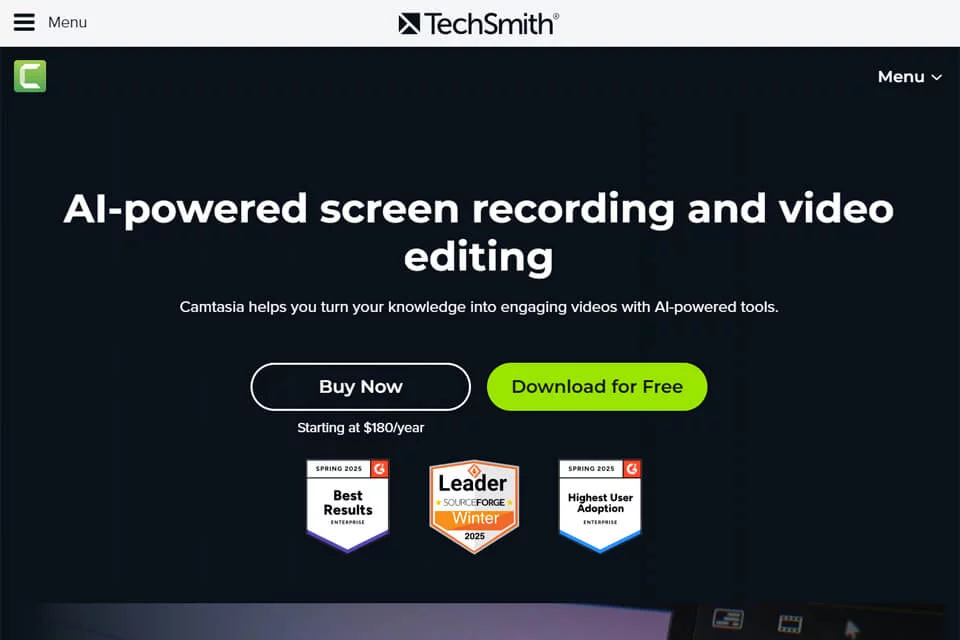 Menu
TechSmith®
Menu
AI-powered screen recording and video
editing
Camtasia helps you turn your knowledge into engaging videos with AI-powered tools.
Buy Now
Download for Free
Starting at $180/year
SPRING 2025
Best
Results
ENTERPRISE
Leader
SOURCEFORGE
Winter
2025
SPRING 2025
Highest User
Adoption
ENTERPRISE